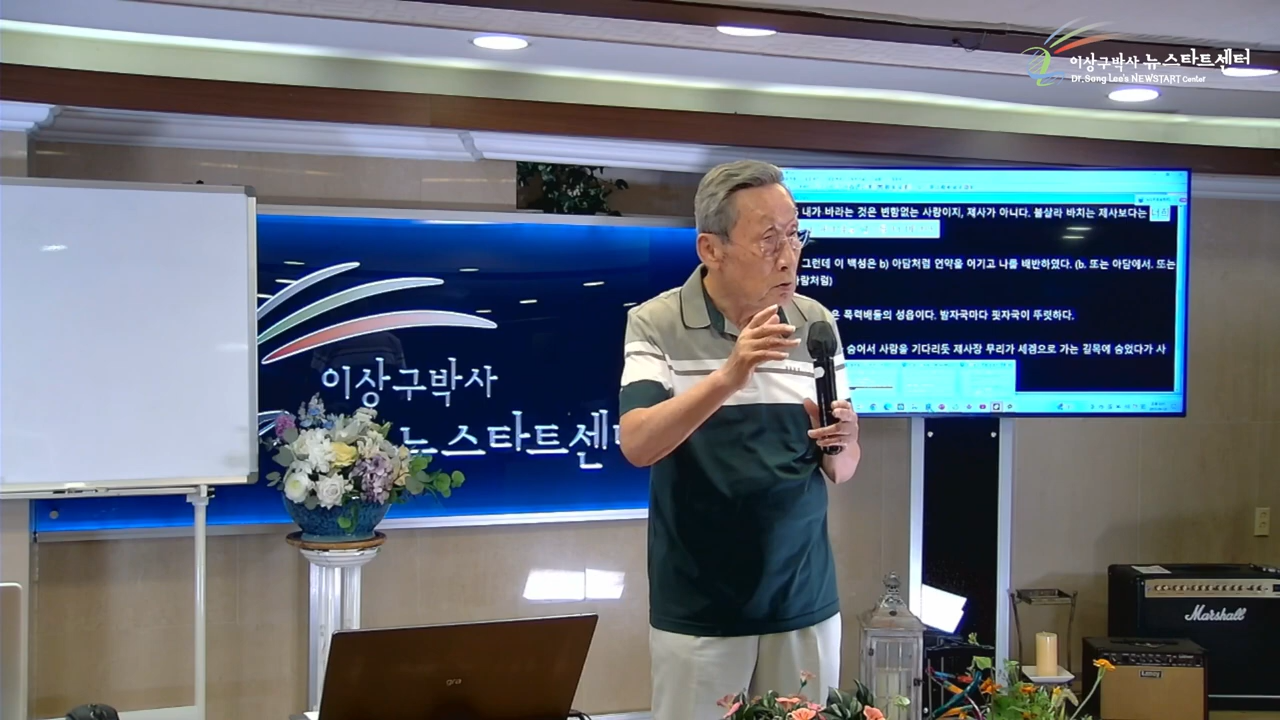 이상구박사 뉴스타트센터
Dr. Sang Lee's NEWSTART Center
내가 바라는 것은 변함없는 사랑이지, 제사가 아니다. 불살라 바치는 제사보다는
그런데 이 백성은 b) 아담처럼 언약을 어기고 나를 배반하였다. (b. 또는 아담에서. 또는
폭력배들의 성읍이다. 발자국마다 핏자국이 뚜렷하다.
숨어서 사람을 기다리듯 제사장 무리가 세겜으로 가는 길목에 숨었다가 사
이상구박사
뉴스타트센
gram
Marshall
Laney